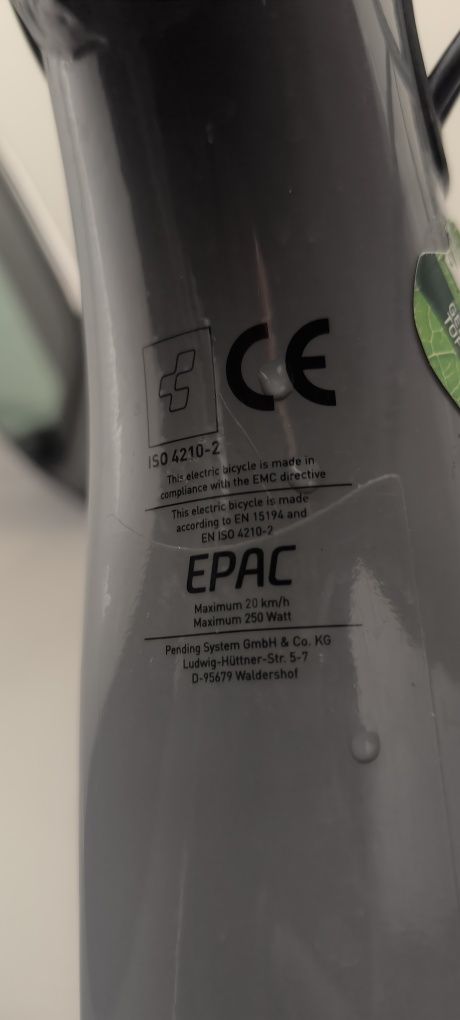 CE
ISO 4210-2
This electric bicycle is made in
compliance with the EMC directive
This electric bicycle is made
according to EN 15194 and
EN ISO 4210-2
EPAC
Maximum 20 km/h
Maximum 250 Watt
Pending System GmbH & Co. KG
Ludwig-Hüttner-Str. 5-7
D-95679 Waldershof